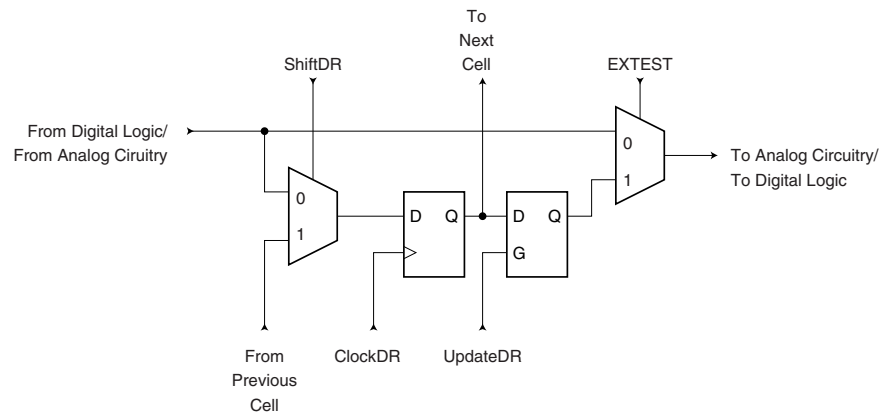 To
Next
Cell
ShiftDR
EXTEST
From Digital Logic/
From Analog Ciruitry
0
1
To Analog Circuitry/
To Digital Logic
0
1
D Q
D Q
G
From
Previous
Cell
ClockDR
UpdateDR